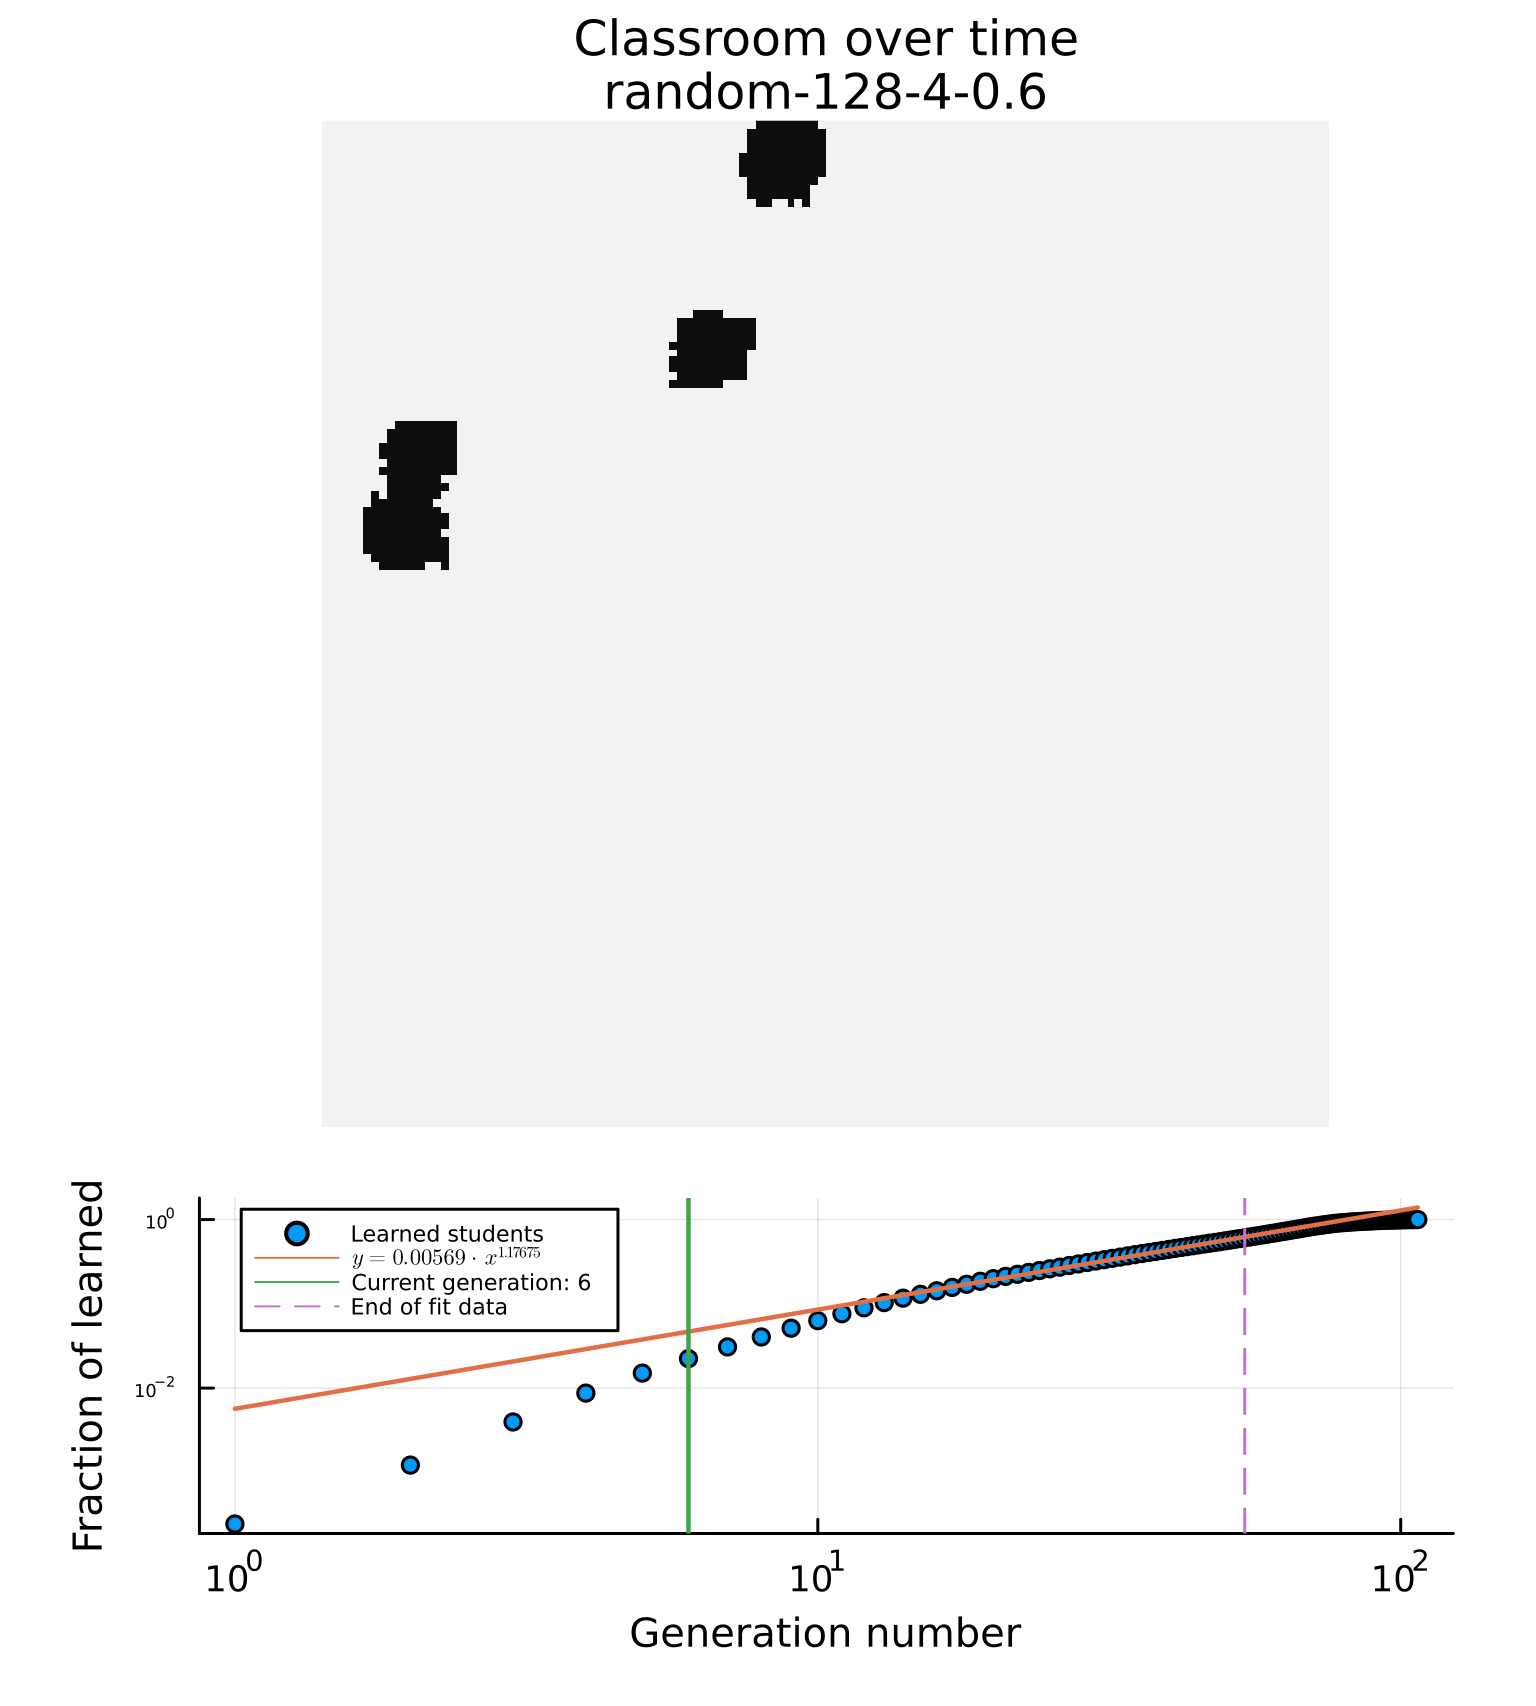 Classroom over time
random-128-4-0.6
Fraction of learned
10^0
10^-2
Learned students
y = 0.00569 · x^1.17675
Current generation: 6
End of fit data
10^0 10^1 10^2
Generation number